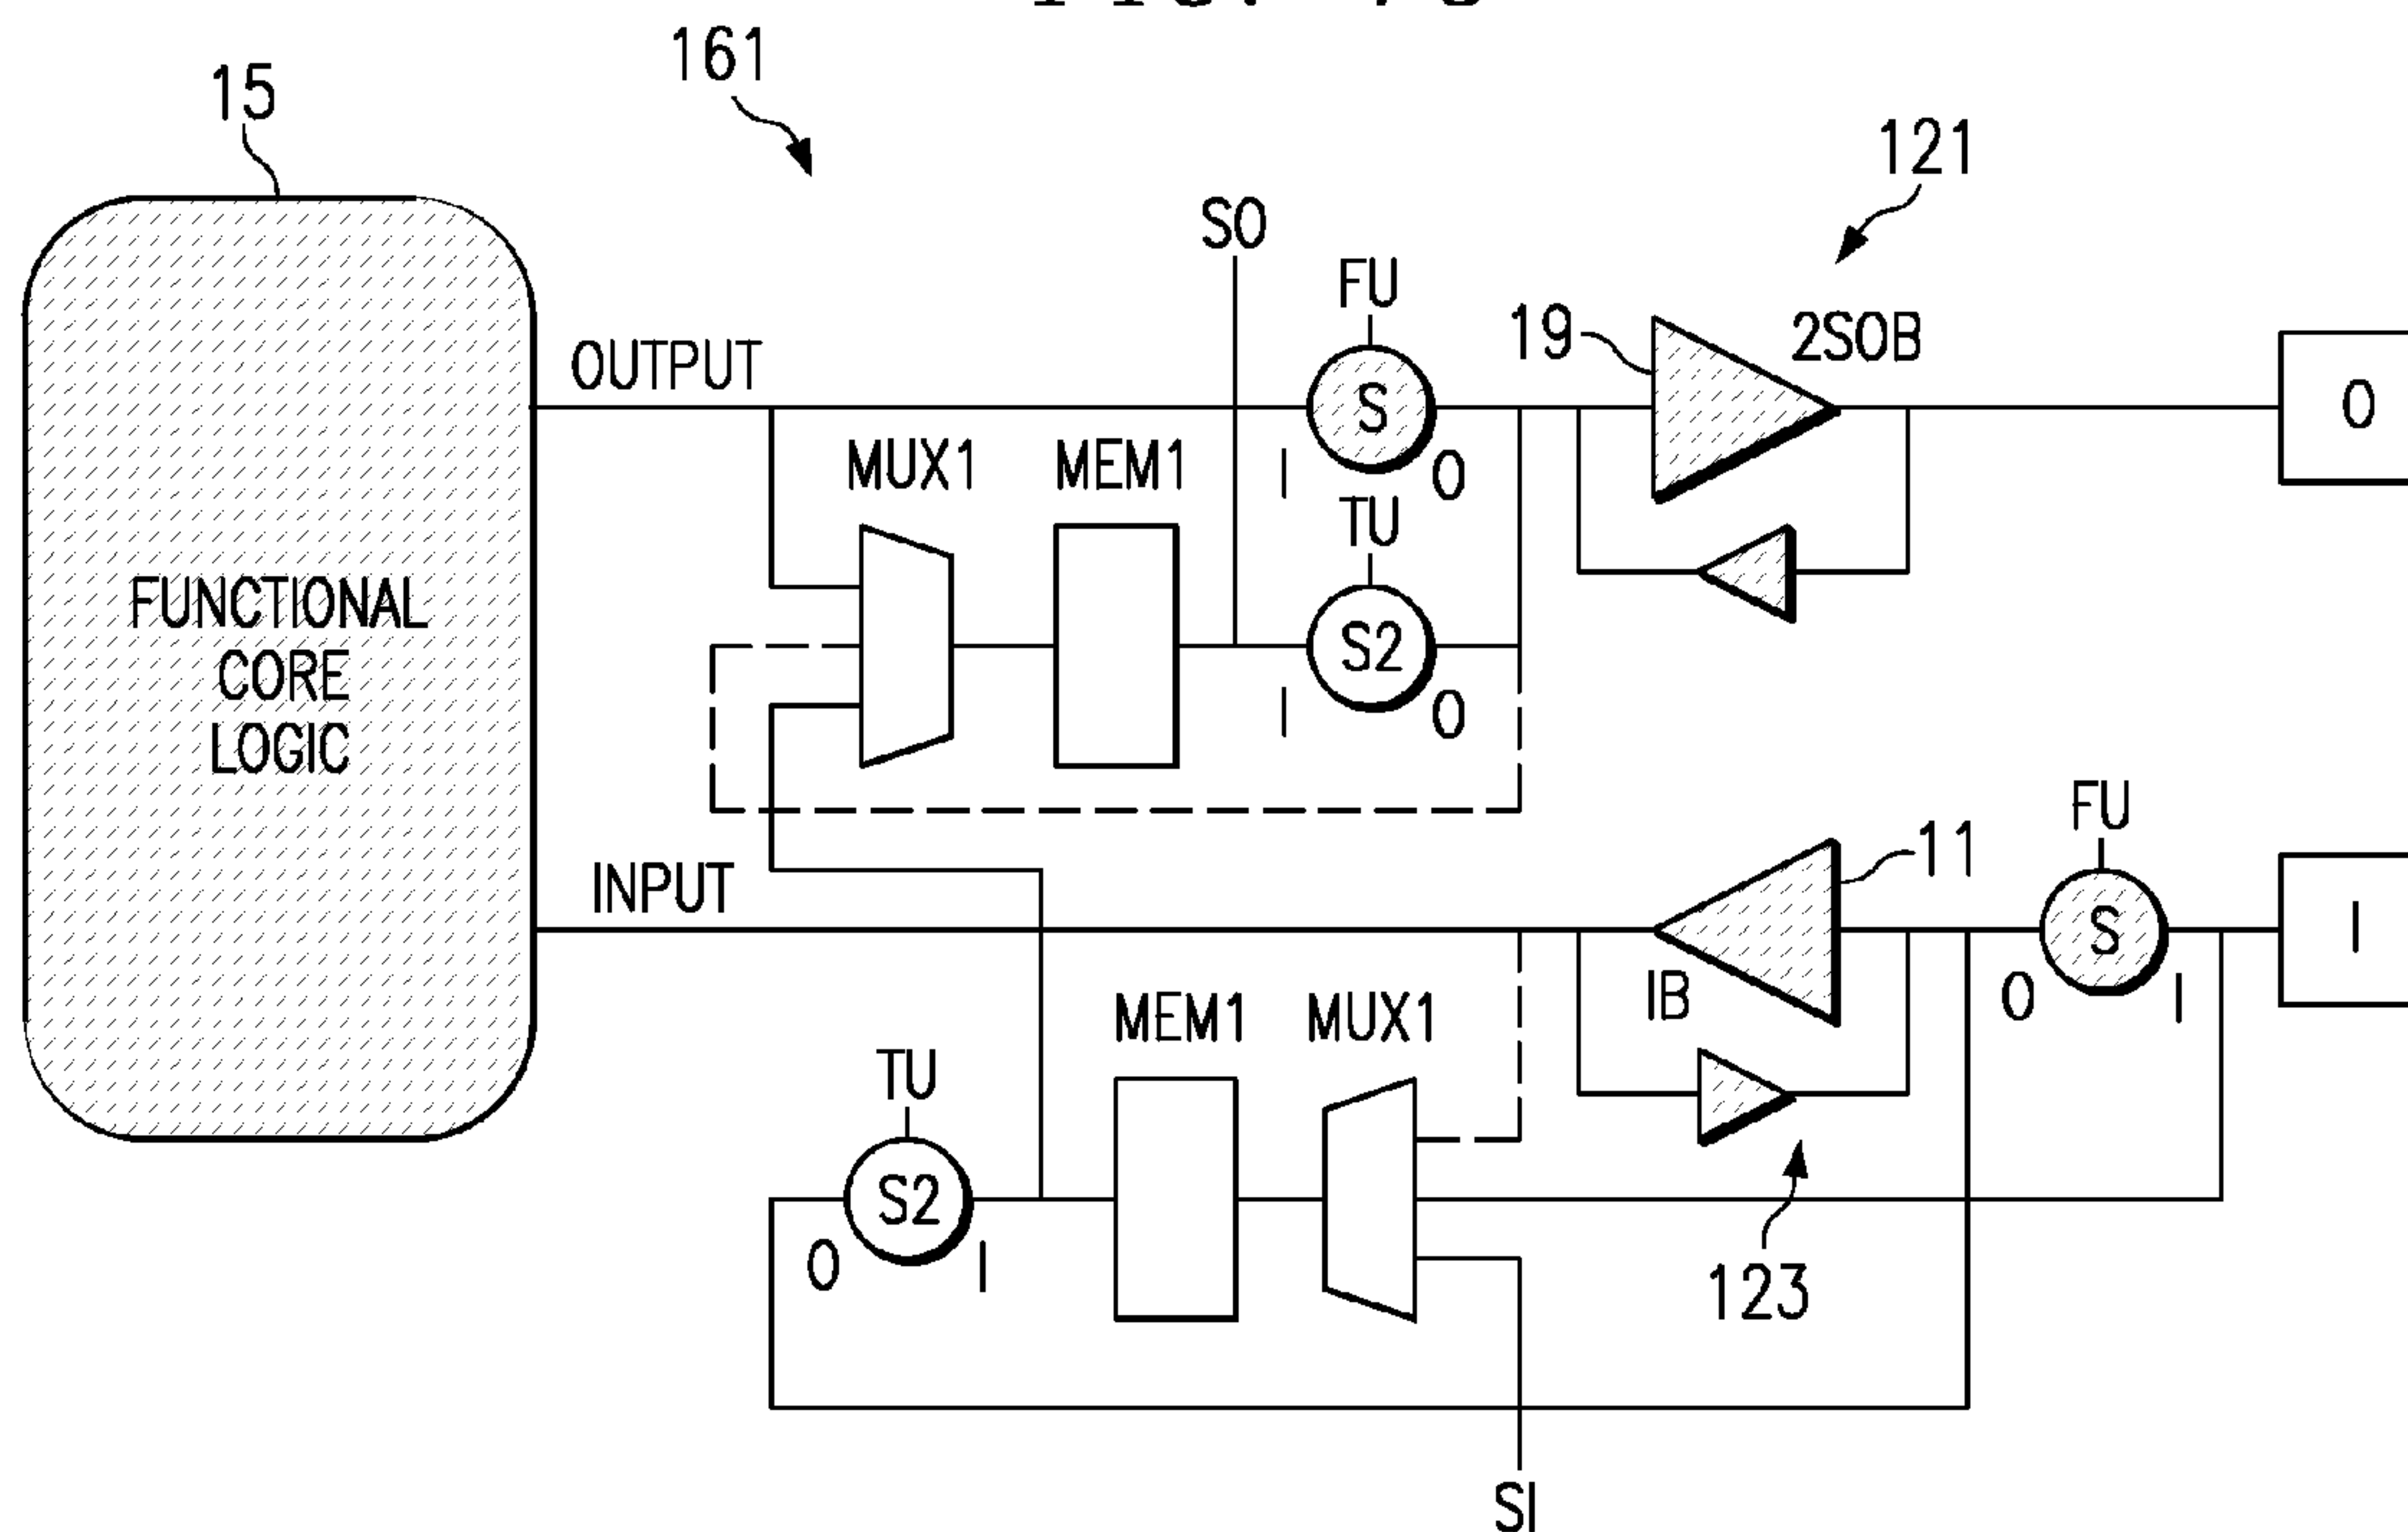 161
15
121
SO
FU
19
2SOB
OUTPUT
S
O
MUX1
MEM1
I
O
TU
S2
I
O
FUNCTIONAL
CORE
LOGIC
FU
11
INPUT
S
I
IB
O
I
MEM1
MUX1
TU
S2
O
I
123
SI